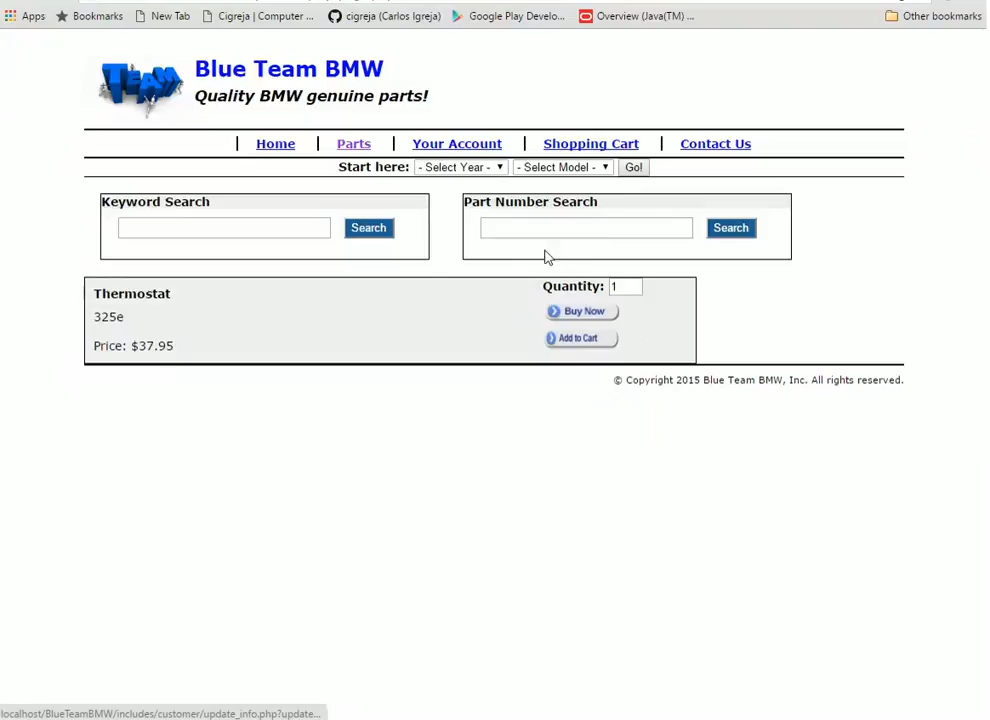 Apps Bookmarks New Tab Cigreja | Computer ... cigreja (Carlos Igreja) Google Play Develo... Overview (Java(TM) ... Other bookmarks
TEAM
Blue Team BMW
Quality BMW genuine parts!
| Home | Parts | Your Account | Shopping Cart | Contact Us
Start here: - Select Year - - Select Model - Go!
Keyword Search
Search
Part Number Search
Search
Thermostat
325e
Price: $37.95
Quantity: 1
Buy Now
Add to Cart
© Copyright 2015 Blue Team BMW, Inc. All rights reserved.
localhost/BlueTeamBMW/includes/customer/update_info.php?update...